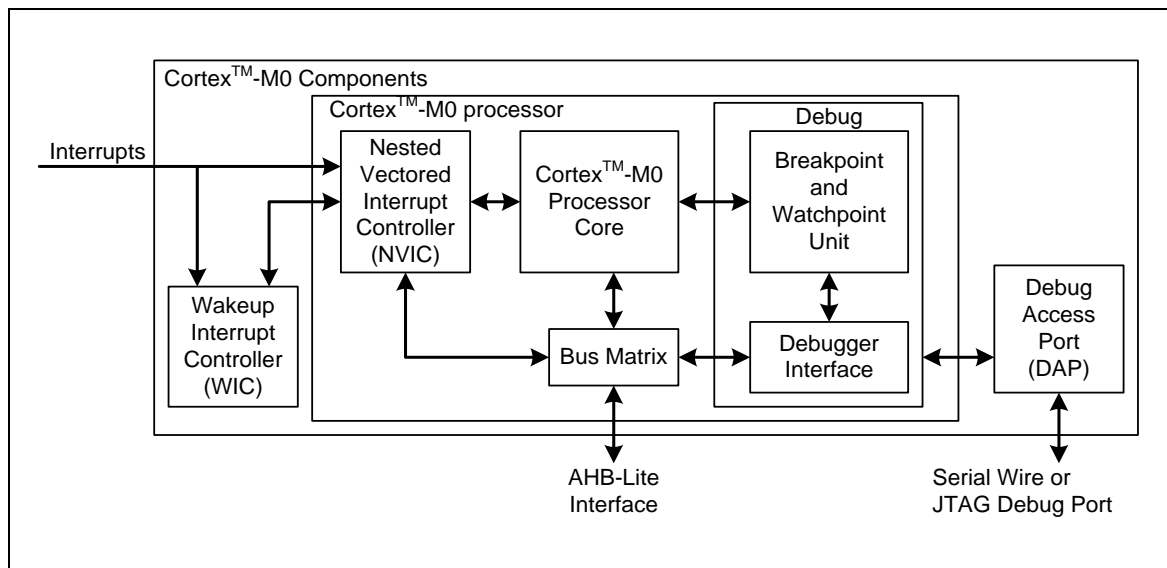 Cortex™-M0 Components
Cortex™-M0 processor
Debug
Interrupts
Nested
Vectored
Interrupt
Controller
(NVIC)
Cortex™-M0
Processor
Core
Breakpoint
and
Watchpoint
Unit
Wakeup
Interrupt
Controller
(WIC)
Bus Matrix
Debugger
Interface
Debug
Access
Port
(DAP)
AHB-Lite
Interface
Serial Wire or
JTAG Debug Port